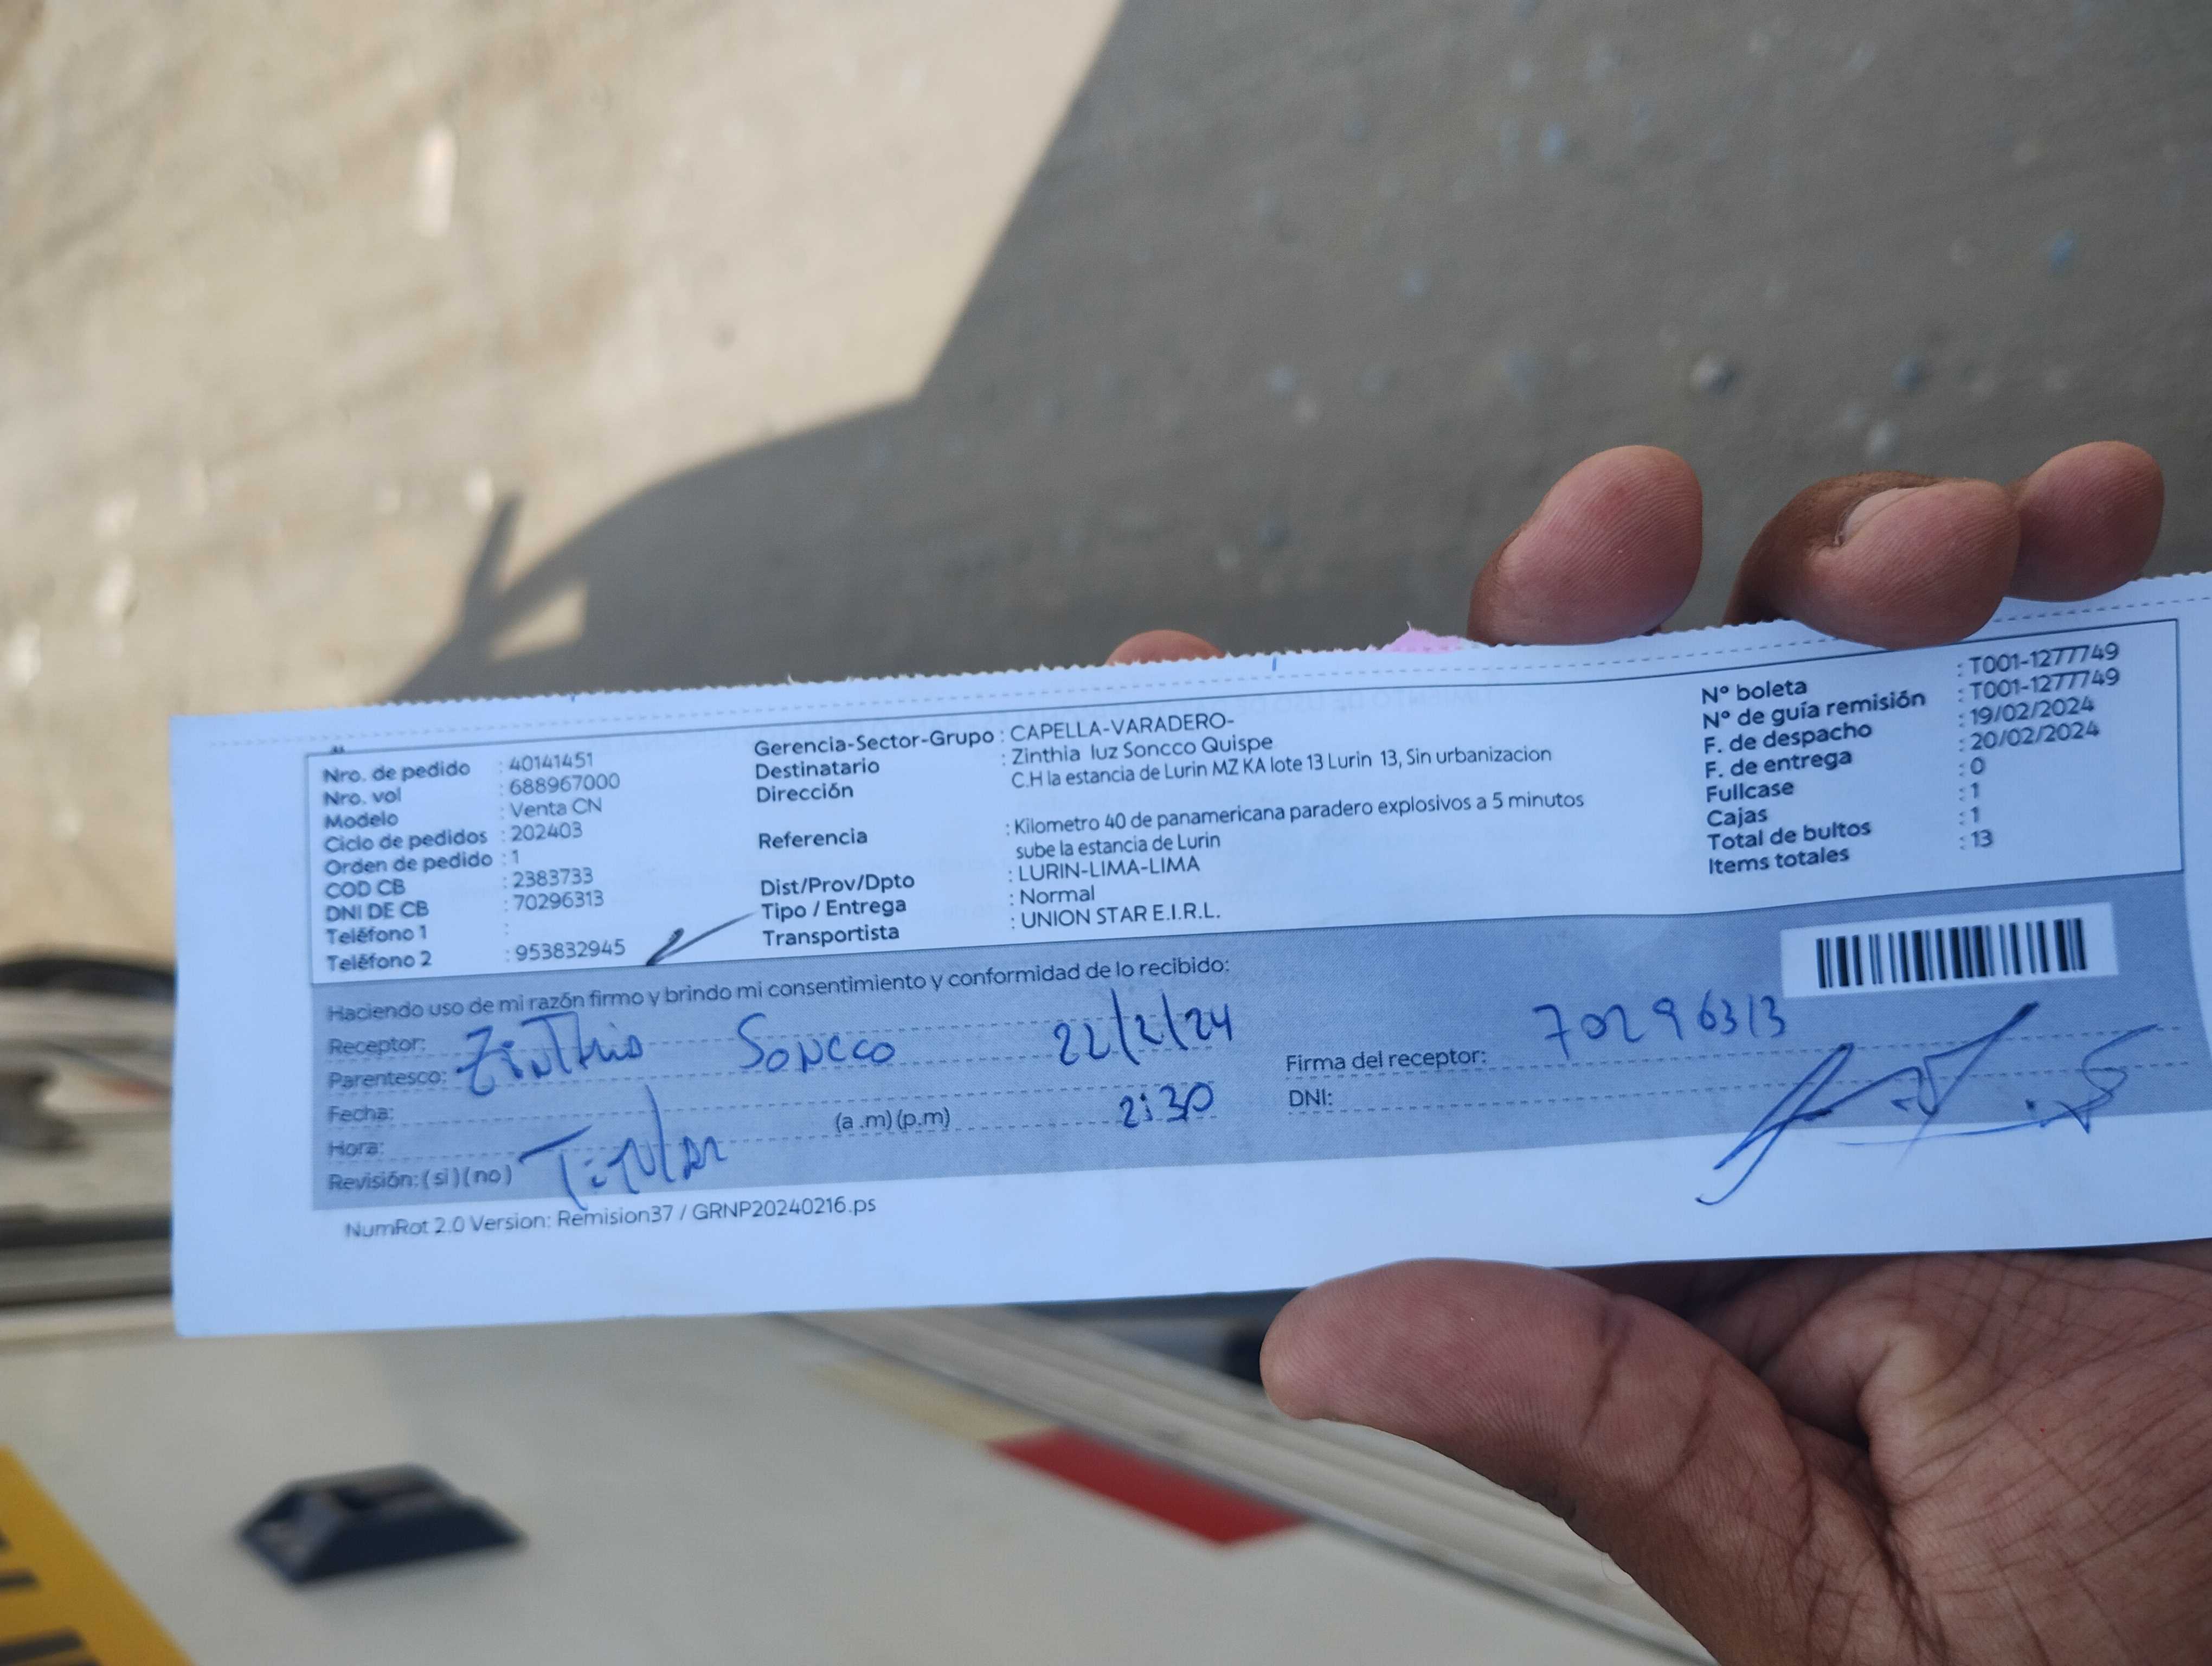 Nro. de pedido : 40141451
Nro. vol : 688967000
Modelo : Venta CN
Ciclo de pedidos : 202403
Orden de pedido : 1
COD CB : 2383733
DNI DE CB : 70296313
Teléfono 1 :
Teléfono 2 : 953832945
Gerencia-Sector-Grupo : CAPELLA-VARADERO-
Destinatario : Zinthia luz Soncco Quispe
Dirección C.H la estancia de Lurin MZ KA lote 13 Lurin 13, Sin urbanizacion
Referencia : Kilometro 40 de panamericana paradero explosivos a 5 minutos
sube la estancia de Lurin
Dist/Prov/Dpto : LURIN-LIMA-LIMA
Tipo / Entrega : Normal
Transportista : UNION STAR E.I.R.L.
N° boleta : T001-1277749
N° de guía remisión : T001-1277749
F. de despacho : 19/02/2024
F. de entrega : 20/02/2024
Fullcase : 0
Cajas : 1
Total de bultos : 1
Items totales : 13
Haciendo uso de mi razón firmo y brindo mi consentimiento y conformidad de lo recibido:
Receptor: Zinthia Soncco 22/2/24
Parentesco:
Fecha:
Hora: (a .m) (p.m) 2:30
Revisión: (si) (no) Titular
Firma del receptor: 70296313
DNI:
NumRot 2.0 Version: Remision37 / GRNP20240216.ps